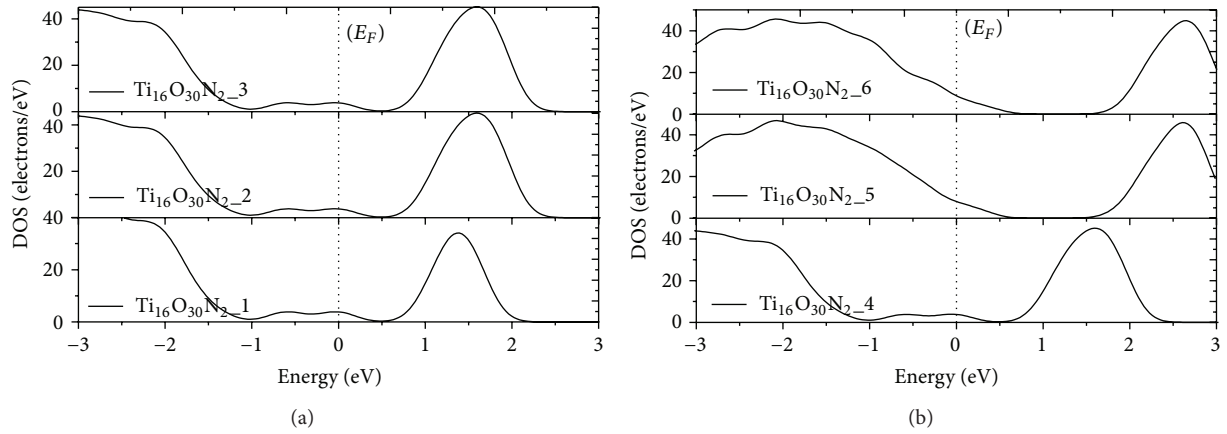 (E_F)
40
20
0
Ti16O30N2_3
40
20
0
Ti16O30N2_2
40
20
0
Ti16O30N2_1
DOS (electrons/eV)
−3 −2 −1 0 1 2 3
Energy (eV)
(a)
(E_F)
40
20
0
Ti16O30N2_6
40
20
0
Ti16O30N2_5
40
20
0
Ti16O30N2_4
DOS (electrons/eV)
−3 −2 −1 0 1 2 3
Energy (eV)
(b)